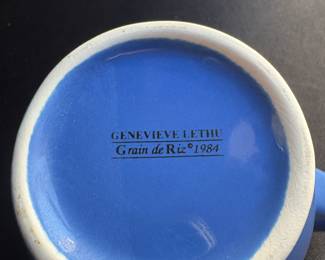 GENEVIEVE LETHU
Grain de Riz © 1984